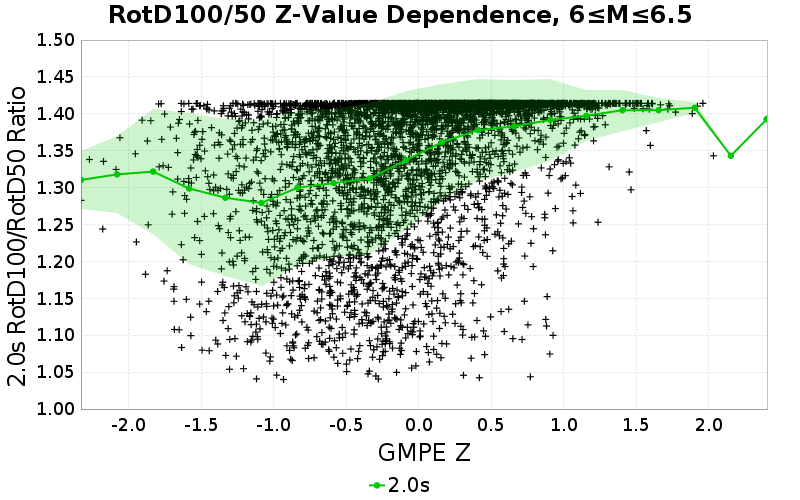 RotD100/50 Z-Value Dependence, 6≤M≤6.5
2.0s RotD100/RotD50 Ratio
1.50
1.45
1.40
1.35
1.30
1.25
1.20
1.15
1.10
1.05
1.00
-2.0 -1.5 -1.0 -0.5 0.0 0.5 1.0 1.5 2.0
GMPE Z
2.0s